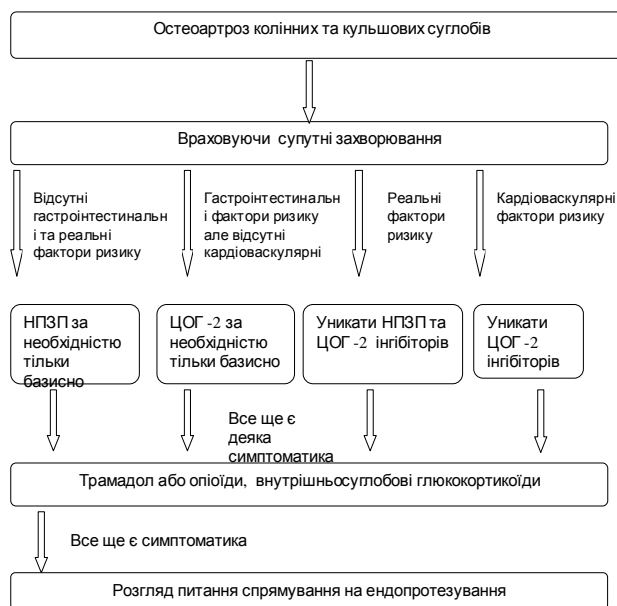 Остеоартроз колінних та кульшових суглобів
Враховуючи супутні захворювання
Відсутні
гастроінтестинальн
і та реальні
фактори ризику
Гастроінтестинальн
і фактори ризику
але відсутні
кардіоваскулярні
Реальні
фактори
ризику
Кардіоваскулярні
фактори ризику
НПЗП за
необхідністю
тільки
базисно
ЦОГ -2 за
необхідністю
тільки базисно
Уникати НПЗП та
ЦОГ -2 інгібіторів
Уникати
ЦОГ -2
інгібіторів
Все ще є
деяка
симптоматика
Трамадол або опіоїди, внутрішньосуглобові глюкокортикоїди
Все ще є симптоматика
Розгляд питання спрямування на ендопротезування